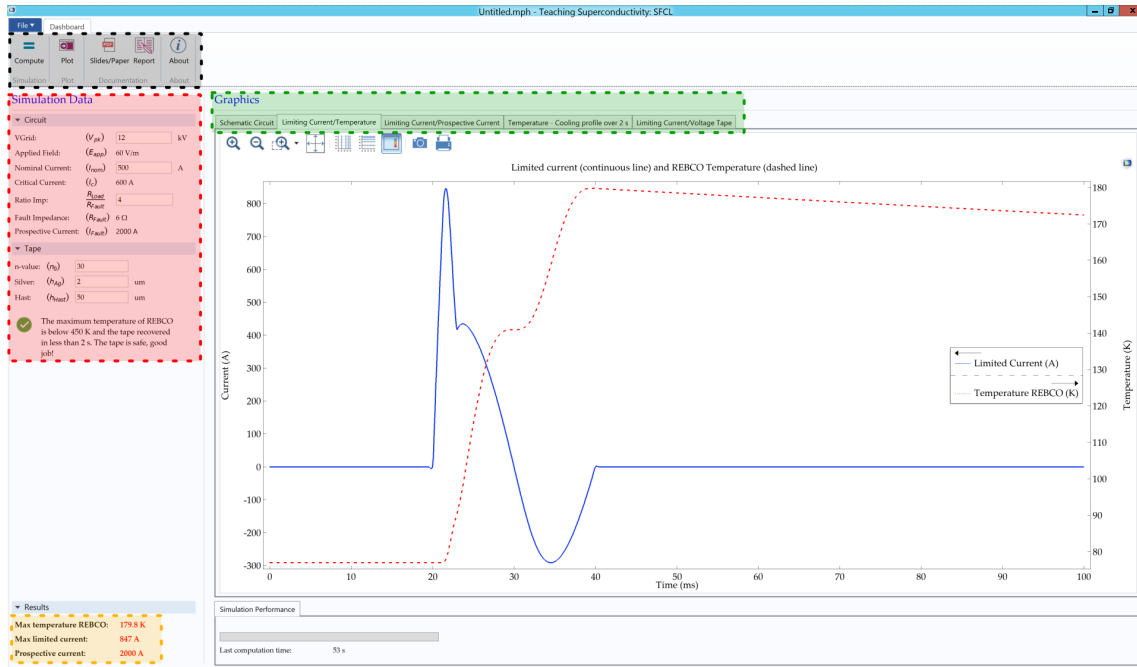 Untitled.mph - Teaching Superconductivity: SFCL
File Dashboard
Compute Plot Slides/Paper Report About
Simulation Plot Documentation About
Simulation Data
Circuit
VGrid: (V_pk) 12 kV
Applied Field: (E_app) 60 V/m
Nominal Current: (I_nom) 500 A
Critical Current: (I_c) 600 A
Ratio Imp: R_Load/R_Fault 4
Fault Impedance: (R_Fault) 6 Ω
Prospective Current: (I_Fault) 2000 A
Tape
n-value: (n_0) 30
Silver: (h_Ag) 2 um
Hast: (h_Hast) 50 um
The maximum temperature of REBCO
is below 450 K and the tape recovered
in less than 2 s. The tape is safe, good
job!
Results
Max temperature REBCO: 179.8 K
Max limited current: 847 A
Prospective current: 2000 A
Graphics
Schematic Circuit Limiting Current/Temperature Limiting Current/Prospective Current Temperature - Cooling profile over 2 s Limiting Current/Voltage Tape
Limited current (continuous line) and REBCO Temperature (dashed line)
Current (A)
800
700
600
500
400
300
200
100
0
-100
-200
-300
0 10 20 30 40 50 60 70 80 90 100
Time (ms)
Limited Current (A)
Temperature REBCO (K)
180
170
160
150
140
130
120
110
100
90
80
Temperature (K)
Simulation Performance
Last computation time: 53 s